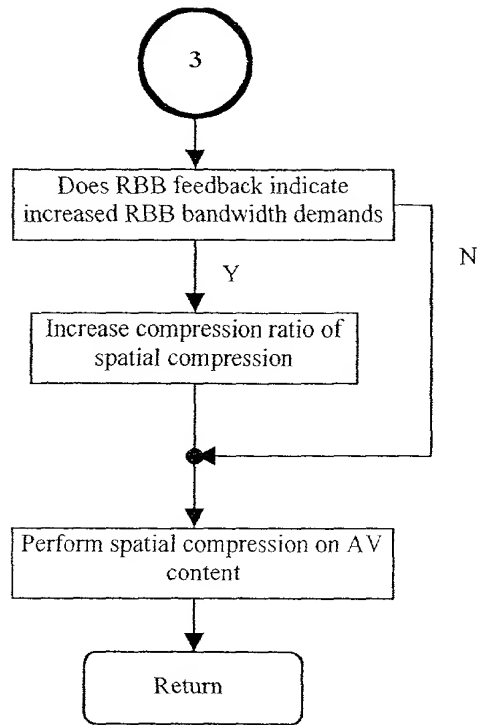 3
Does RBB feedback indicate
increased RBB bandwidth demands
N
Y
Increase compression ratio of
spatial compression
Perform spatial compression on AV
content
Return